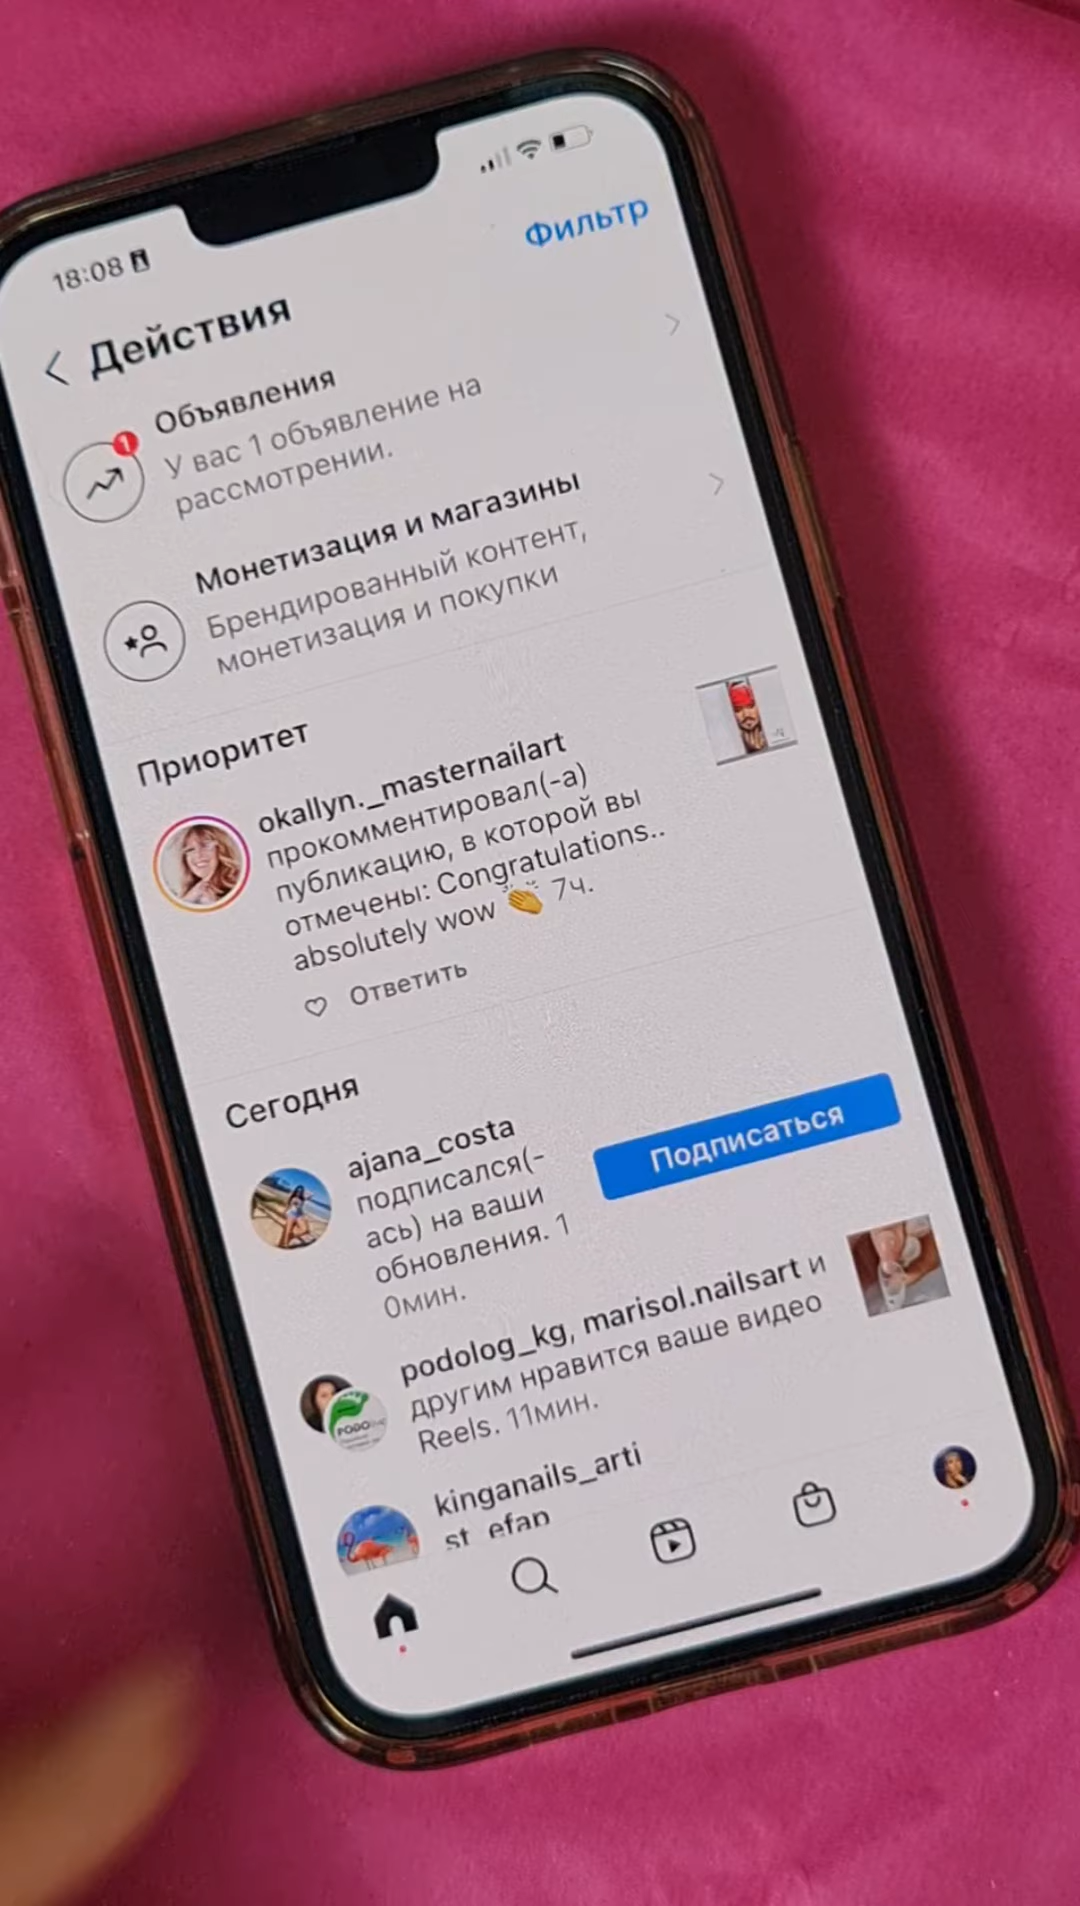 18:08
Фильтр
Действия
Объявления
1
У вас 1 объявление на
рассмотрении.
Монетизация и магазины
Брендированный контент,
монетизация и покупки
Приоритет
okallyn._masternailart
прокомментировал(-а)
публикацию, в которой вы
отмечены: Congratulations..
absolutely wow 👏 7ч.
Ответить
Сегодня
ajana_costa
подписался(-
ась) на ваши
обновления. 1
0мин.
Подписаться
podolog_kg, marisol.nailsart и
другим нравится ваше видео
Reels. 11мин.
kinganails_arti
st_efan